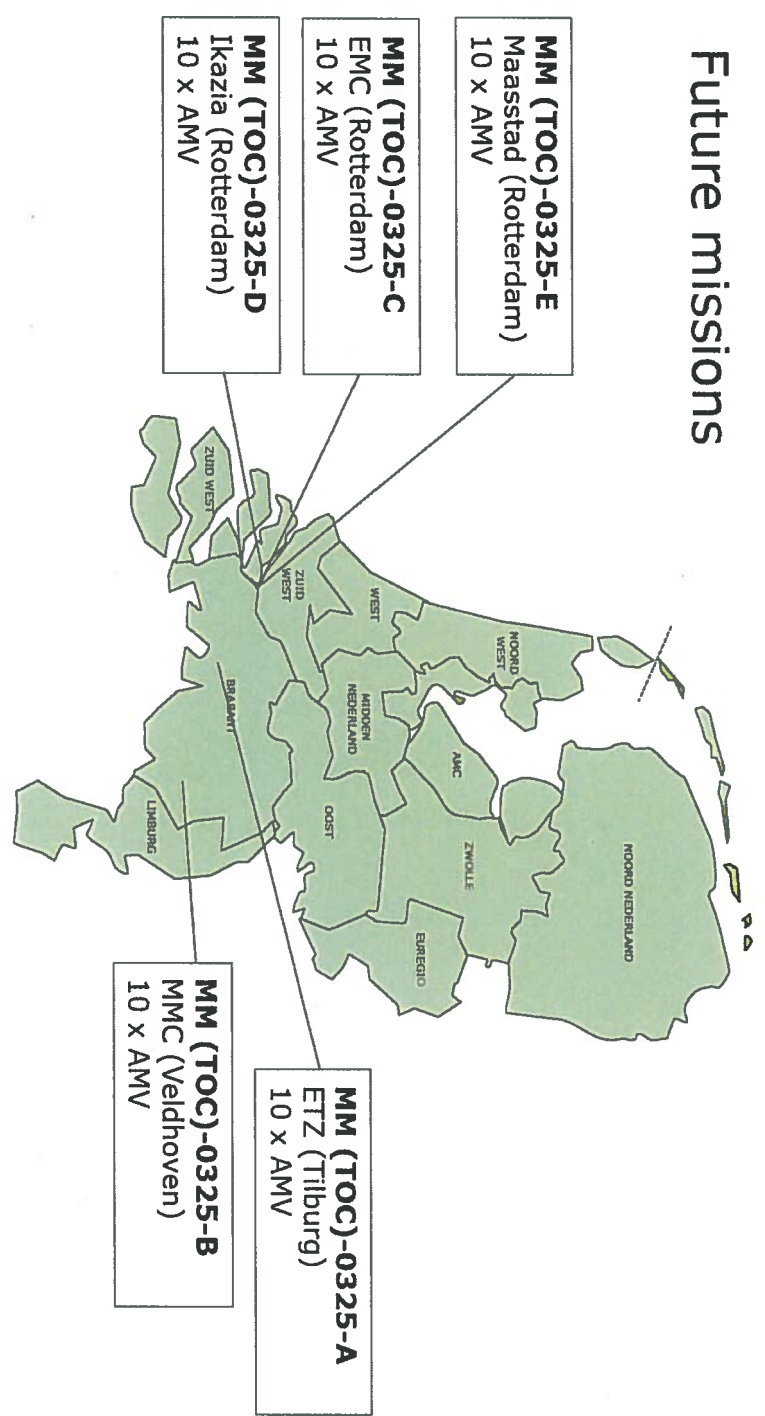 Future missions
MM (TOC)-0325-E
Maasstad (Rotterdam)
10 x AMV
MM (TOC)-0325-C
EMC (Rotterdam)
10 x AMV
MM (TOC)-0325-D
Ikazia (Rotterdam)
10 x AMV
NOORD NEDERLAND
NOORD
WEST
AMC
ZWOLLE
WEST
MIDDEN
NEDERLAND
EUREGIO
ZUID
WEST
OOST
ZUID WEST
BRABANT
LIMBURG
MM (TOC)-0325-A
ETZ (Tilburg)
10 x AMV
MM (TOC)-0325-B
MMC (Veldhoven)
10 x AMV